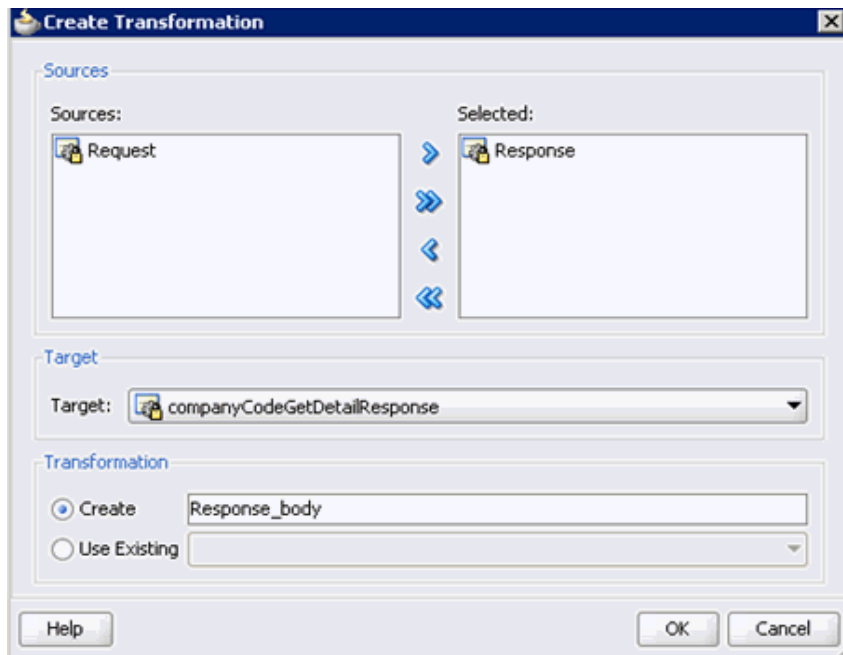 Create Transformation
Sources
Sources:
Selected:
Request
Response
Target
Target: companyCodeGetDetailResponse
Transformation
Create Response_body
Use Existing
Help
OK
Cancel